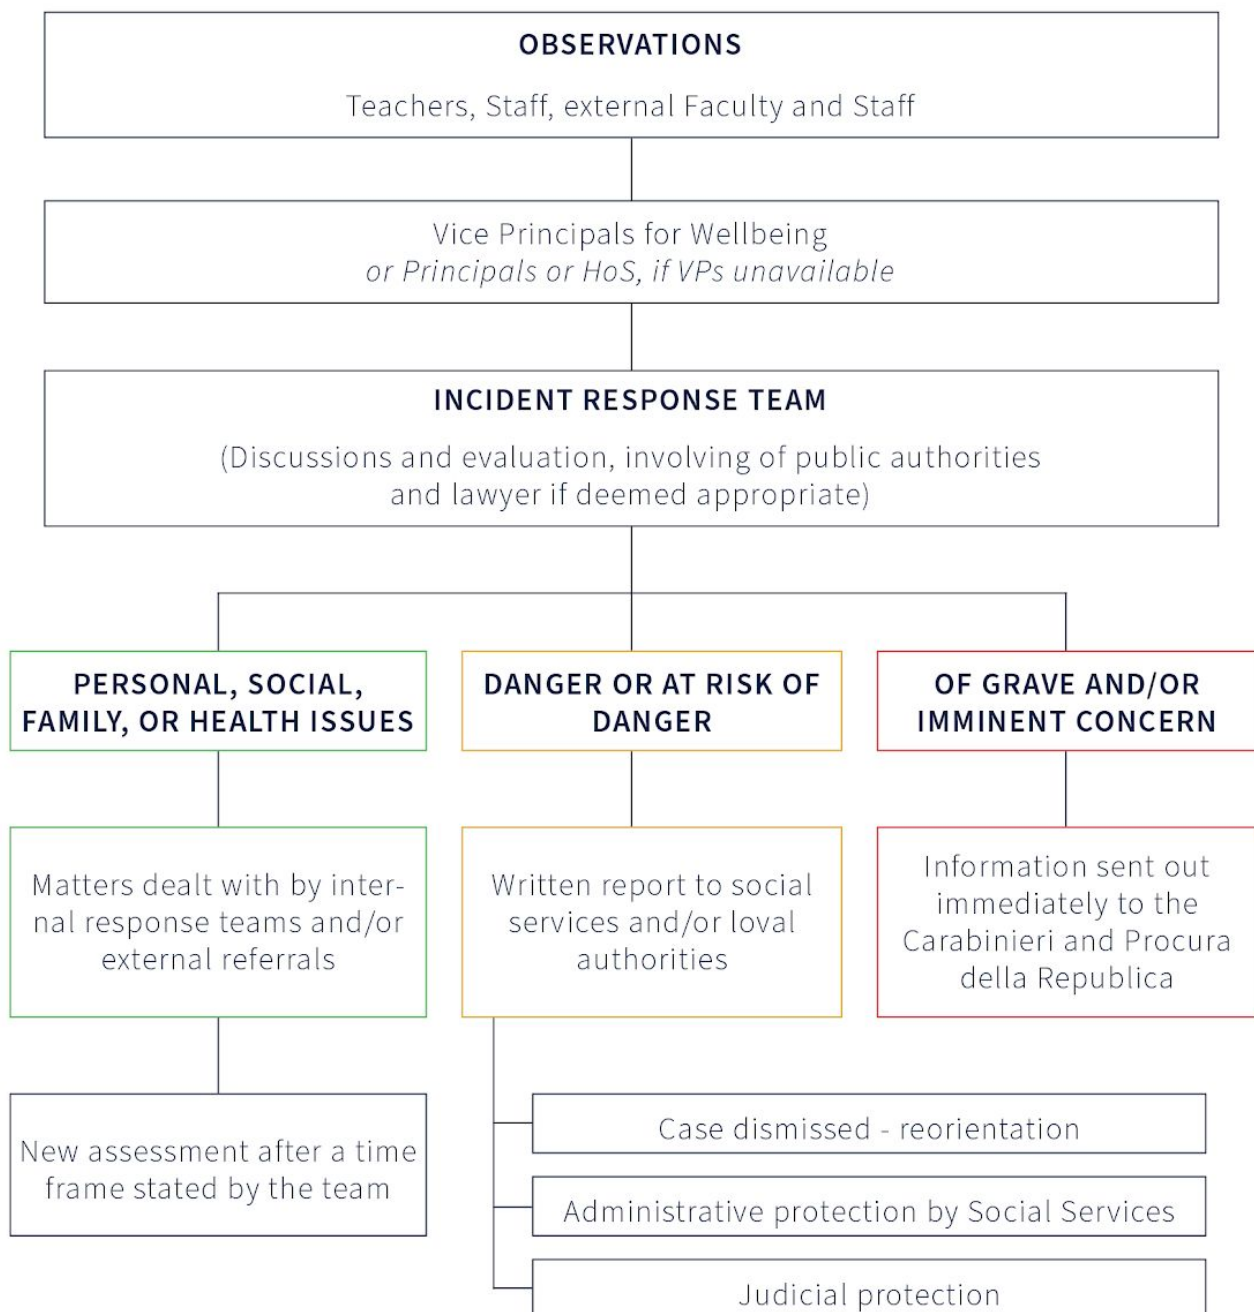 OBSERVATIONS
Teachers, Staff, external Faculty and Staff
Vice Principals for Wellbeing
or Principals or HoS, if VPs unavailable
INCIDENT RESPONSE TEAM
(Discussions and evaluation, involving of public authorities
and lawyer if deemed appropriate)
PERSONAL, SOCIAL,
FAMILY, OR HEALTH ISSUES
Matters dealt with by inter-
nal response teams and/or
external referrals
New assessment after a time
frame stated by the team
DANGER OR AT RISK OF
DANGER
Written report to social
services and/or loval
authorities
Case dismissed - reorientation
Administrative protection by Social Services
Judicial protection
OF GRAVE AND/OR
IMMINENT CONCERN
Information sent out
immediately to the
Carabinieri and Procura
della Republica